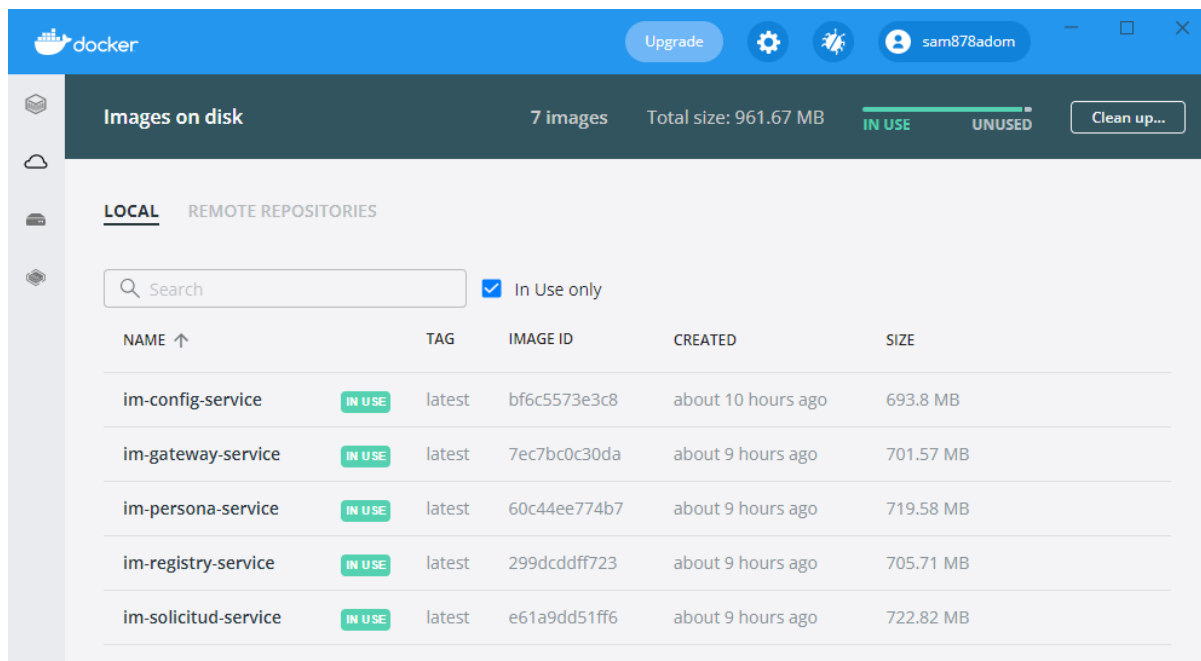 docker Upgrade sam878adom
Images on disk 7 images Total size: 961.67 MB IN USE UNUSED Clean up...
LOCAL REMOTE REPOSITORIES
Search In Use only
NAME TAG IMAGE ID CREATED SIZE
im-config-service IN USE latest bf6c5573e3c8 about 10 hours ago 693.8 MB
im-gateway-service IN USE latest 7ec7bc0c30da about 9 hours ago 701.57 MB
im-persona-service IN USE latest 60c44ee774b7 about 9 hours ago 719.58 MB
im-registry-service IN USE latest 299dcddff723 about 9 hours ago 705.71 MB
im-solicitud-service IN USE latest e61a9dd51ff6 about 9 hours ago 722.82 MB